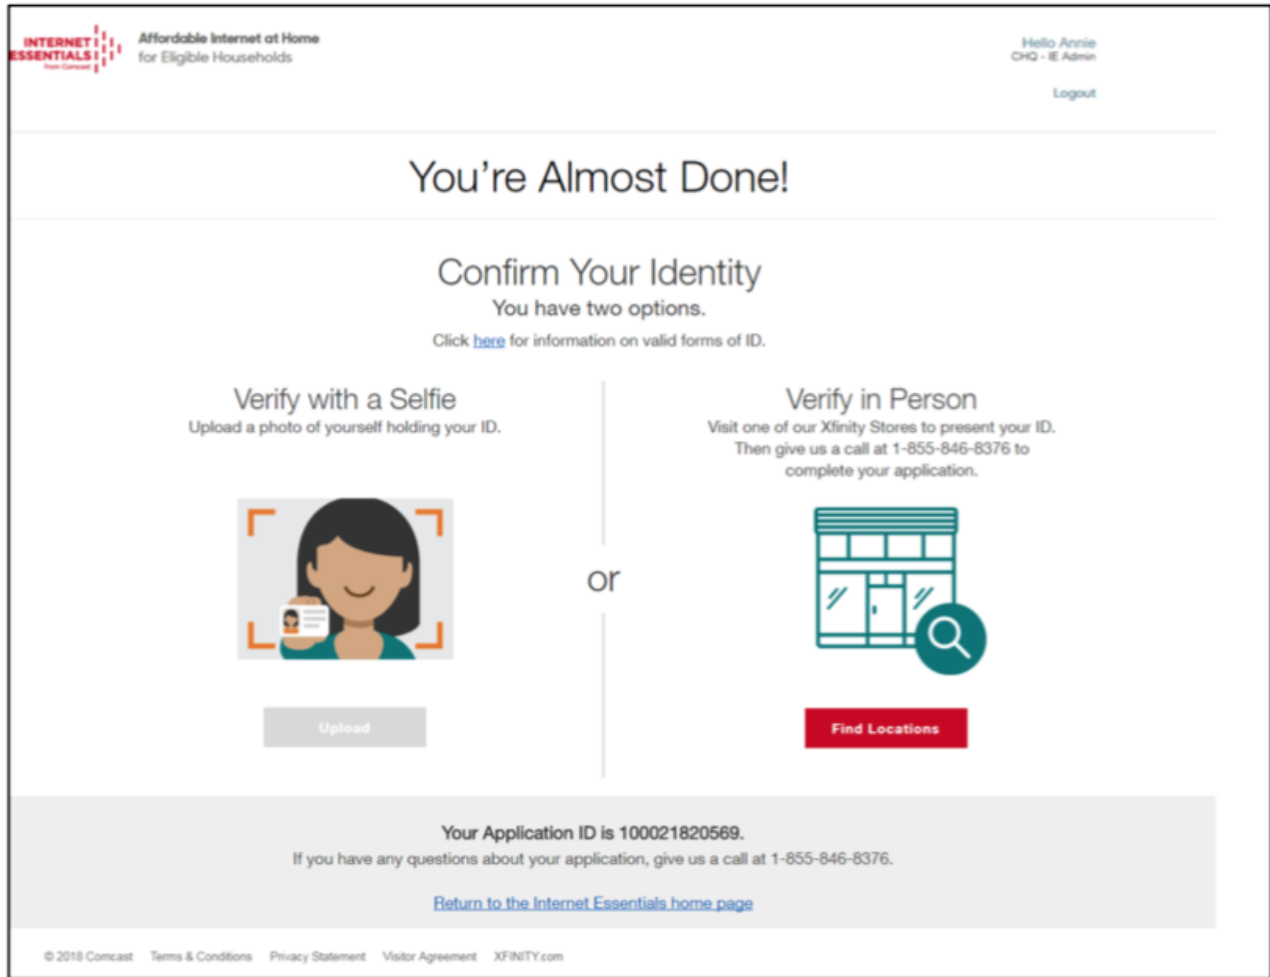 INTERNET
ESSENTIALS
from Comcast
Affordable Internet at Home
for Eligible Households
Hello Annie
CHQ - IE Admin
Logout
You're Almost Done!
Confirm Your Identity
You have two options.
Click here for information on valid forms of ID.
Verify with a Selfie
Upload a photo of yourself holding your ID.
Upload
or
Verify in Person
Visit one of our Xfinity Stores to present your ID.
Then give us a call at 1-855-846-8376 to
complete your application.
Find Locations
Your Application ID is 100021820569.
If you have any questions about your application, give us a call at 1-855-846-8376.
Return to the Internet Essentials home page
© 2018 Comcast Terms & Conditions Privacy Statement Visitor Agreement XFINITY.com